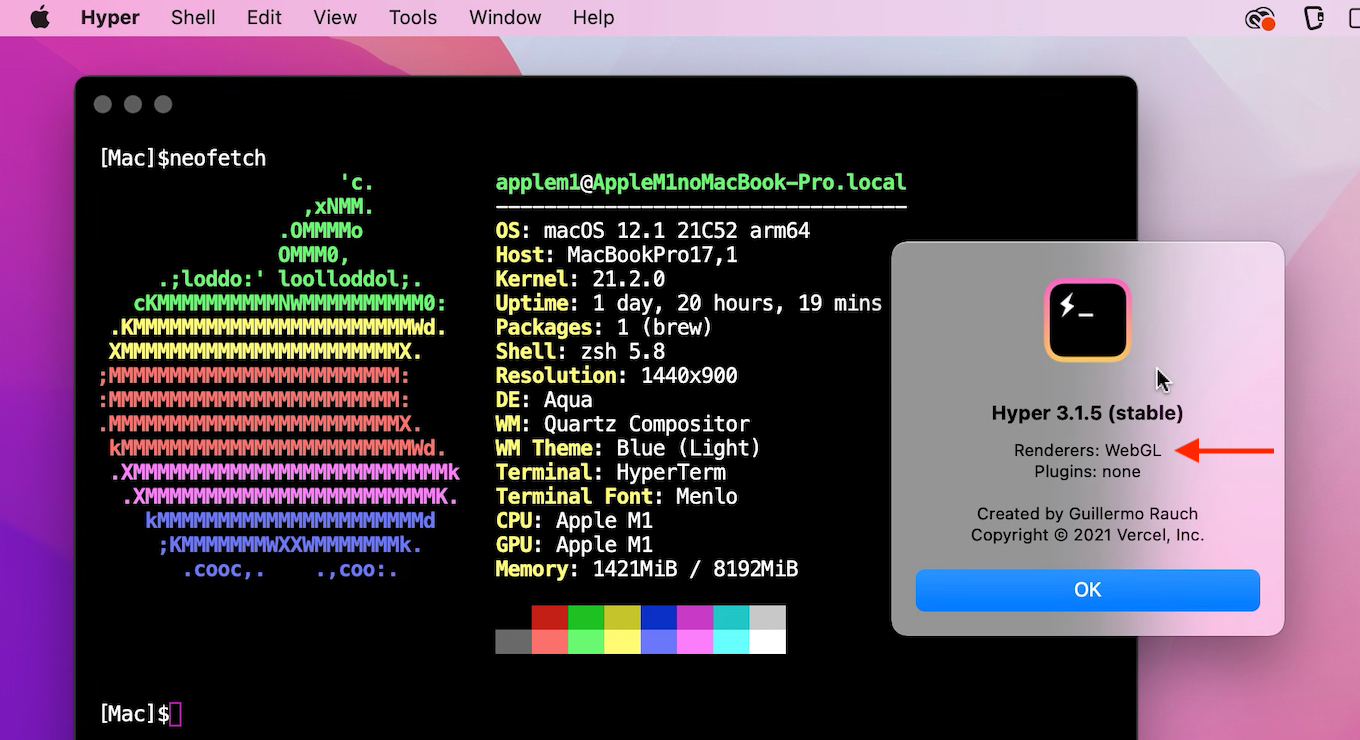 Hyper Shell Edit View Tools Window Help
[Mac]$neofetch
'c.
,xNMM.
.OMMMMo
OMMM0,
.;loddo:' loolloddol;.
cKMMMMMMMMMMNWMMMMMMMMMM0:
.KMMMMMMMMMMMMMMMMMMMMMMMWd.
XMMMMMMMMMMMMMMMMMMMMMMMX.
;MMMMMMMMMMMMMMMMMMMMMMMM:
:MMMMMMMMMMMMMMMMMMMMMMMM:
.MMMMMMMMMMMMMMMMMMMMMMMMX.
kMMMMMMMMMMMMMMMMMMMMMMMMWd.
.XMMMMMMMMMMMMMMMMMMMMMMMMMMk
.XMMMMMMMMMMMMMMMMMMMMMMMMK.
kMMMMMMMMMMMMMMMMMMMMMMd
;KMMMMMMMWXXWMMMMMMMk.
.cooc,. .,coo:.
applem1@AppleM1noMacBook-Pro.local
----------------------------------
OS: macOS 12.1 21C52 arm64
Host: MacBookPro17,1
Kernel: 21.2.0
Uptime: 1 day, 20 hours, 19 mins
Packages: 1 (brew)
Shell: zsh 5.8
Resolution: 1440x900
DE: Aqua
WM: Quartz Compositor
WM Theme: Blue (Light)
Terminal: HyperTerm
Terminal Font: Menlo
CPU: Apple M1
GPU: Apple M1
Memory: 1421MiB / 8192MiB
[Mac]$
Hyper 3.1.5 (stable)
Renderers: WebGL
Plugins: none
Created by Guillermo Rauch
Copyright © 2021 Vercel, Inc.
OK